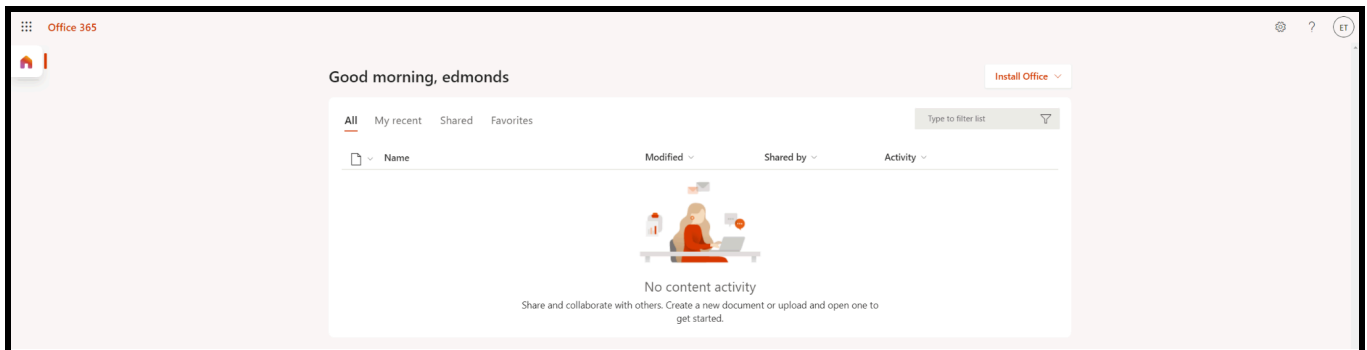 Office 365
?
ET
Good morning, edmonds
Install Office
All My recent Shared Favorites
Type to filter list
Name Modified Shared by Activity
No content activity
Share and collaborate with others. Create a new document or upload and open one to
get started.